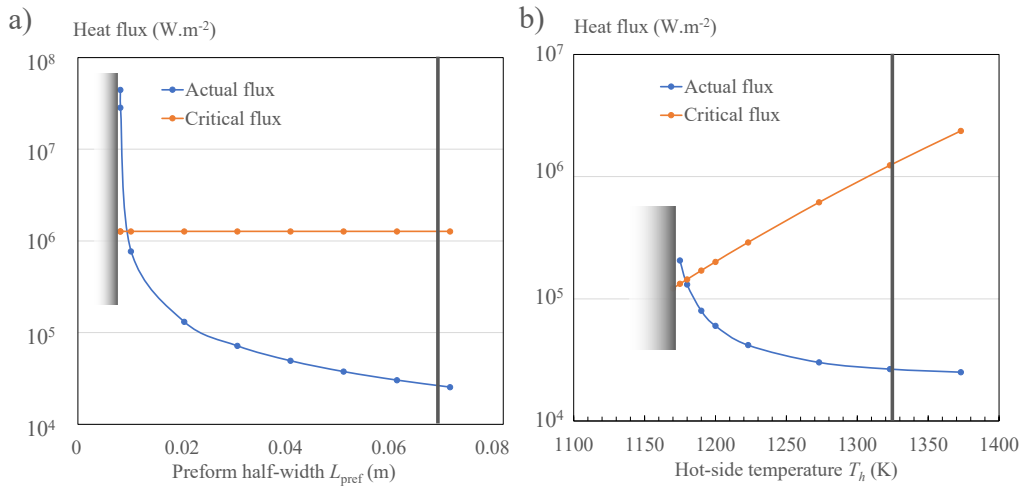 a)
Heat flux (W.m-2)
10^8
10^7
10^6
10^5
10^4
Actual flux
Critical flux
0 0.02 0.04 0.06 0.08
Preform half-width L_pref (m)
b)
Heat flux (W.m-2)
10^7
10^6
10^5
10^4
Actual flux
Critical flux
1100 1150 1200 1250 1300 1350 1400
Hot-side temperature T_h (K)